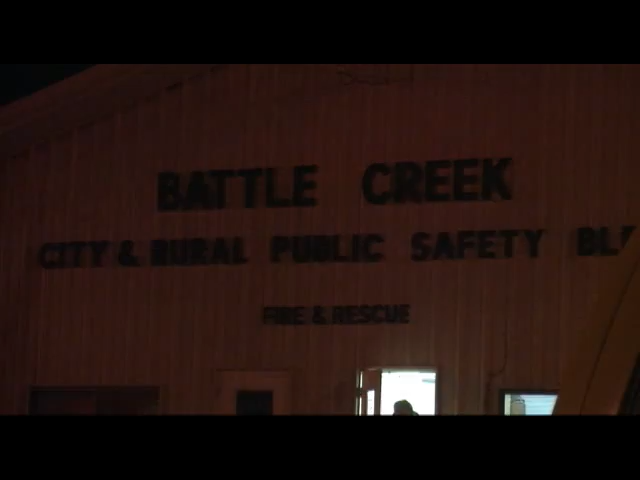 BATTLE CREEK
CITY & RURAL PUBLIC SAFETY
FIRE & RESCUE